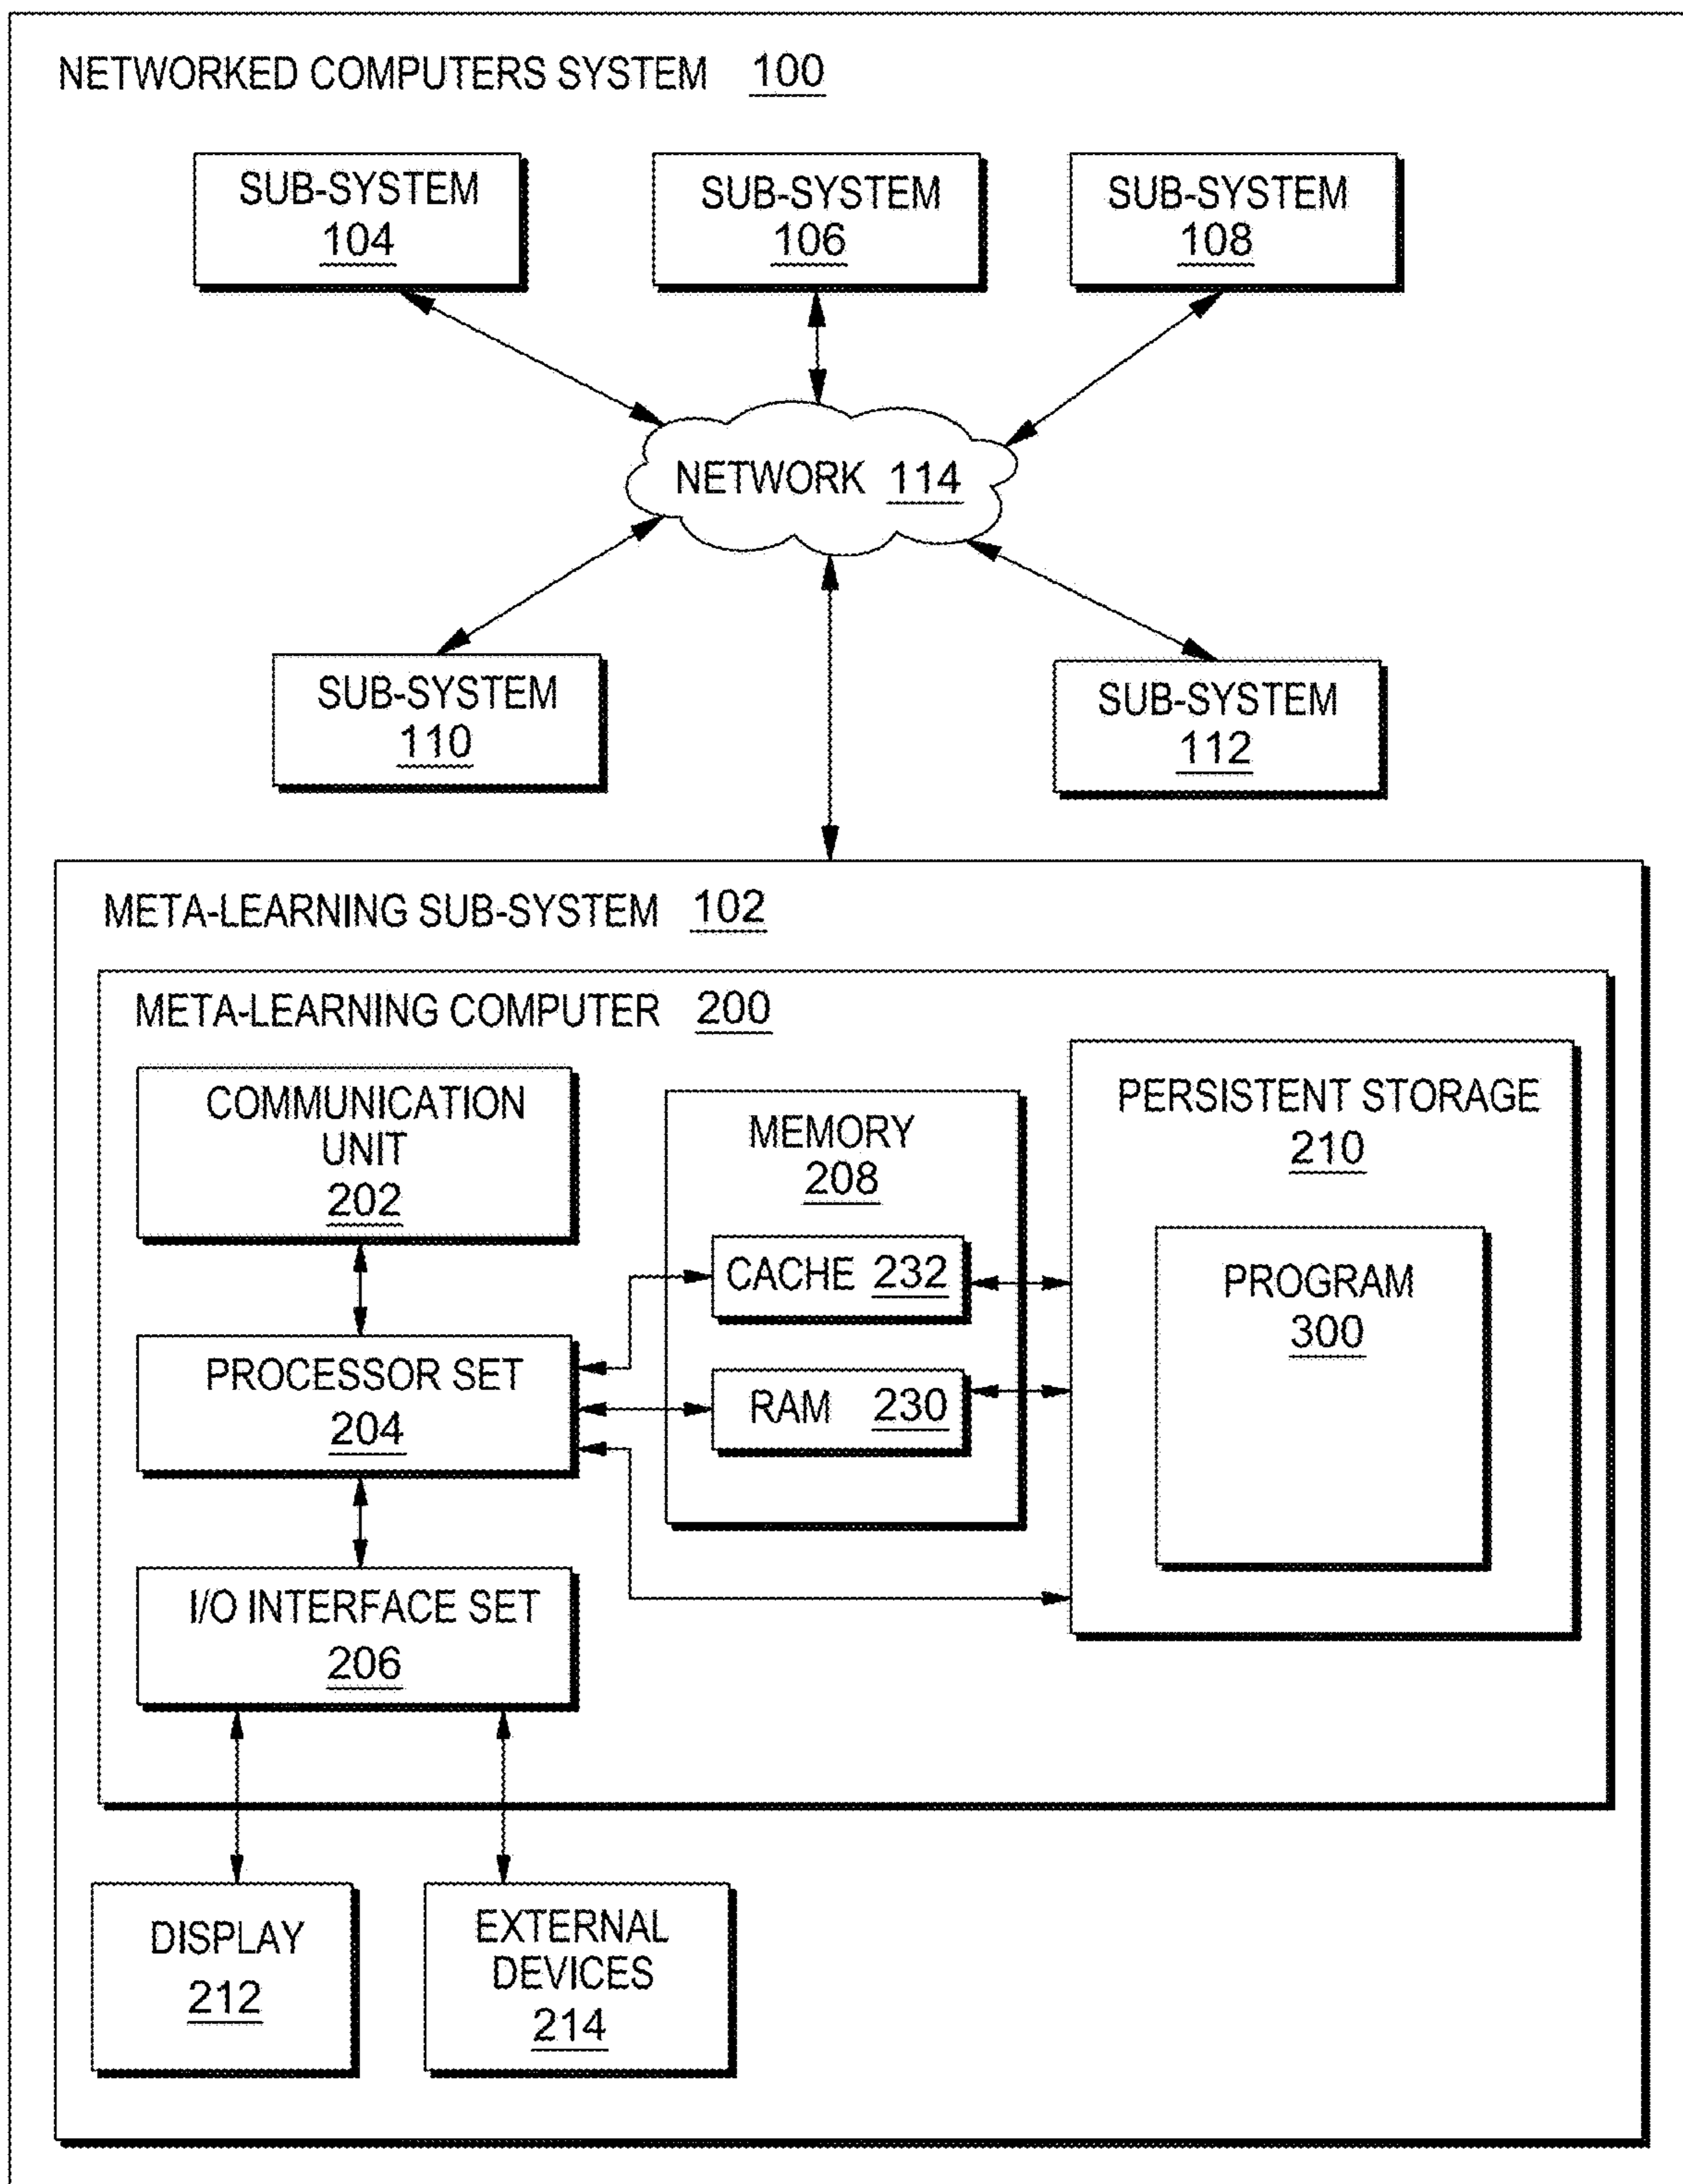 NETWORKED COMPUTERS SYSTEM 100
SUB-SYSTEM
104
SUB-SYSTEM
106
SUB-SYSTEM
108
NETWORK 114
SUB-SYSTEM
110
SUB-SYSTEM
112
META-LEARNING SUB-SYSTEM 102
META-LEARNING COMPUTER 200
COMMUNICATION
UNIT
202
PROCESSOR SET
204
I/O INTERFACE SET
206
MEMORY
208
CACHE 232
RAM 230
PERSISTENT STORAGE
210
PROGRAM
300
DISPLAY
212
EXTERNAL
DEVICES
214